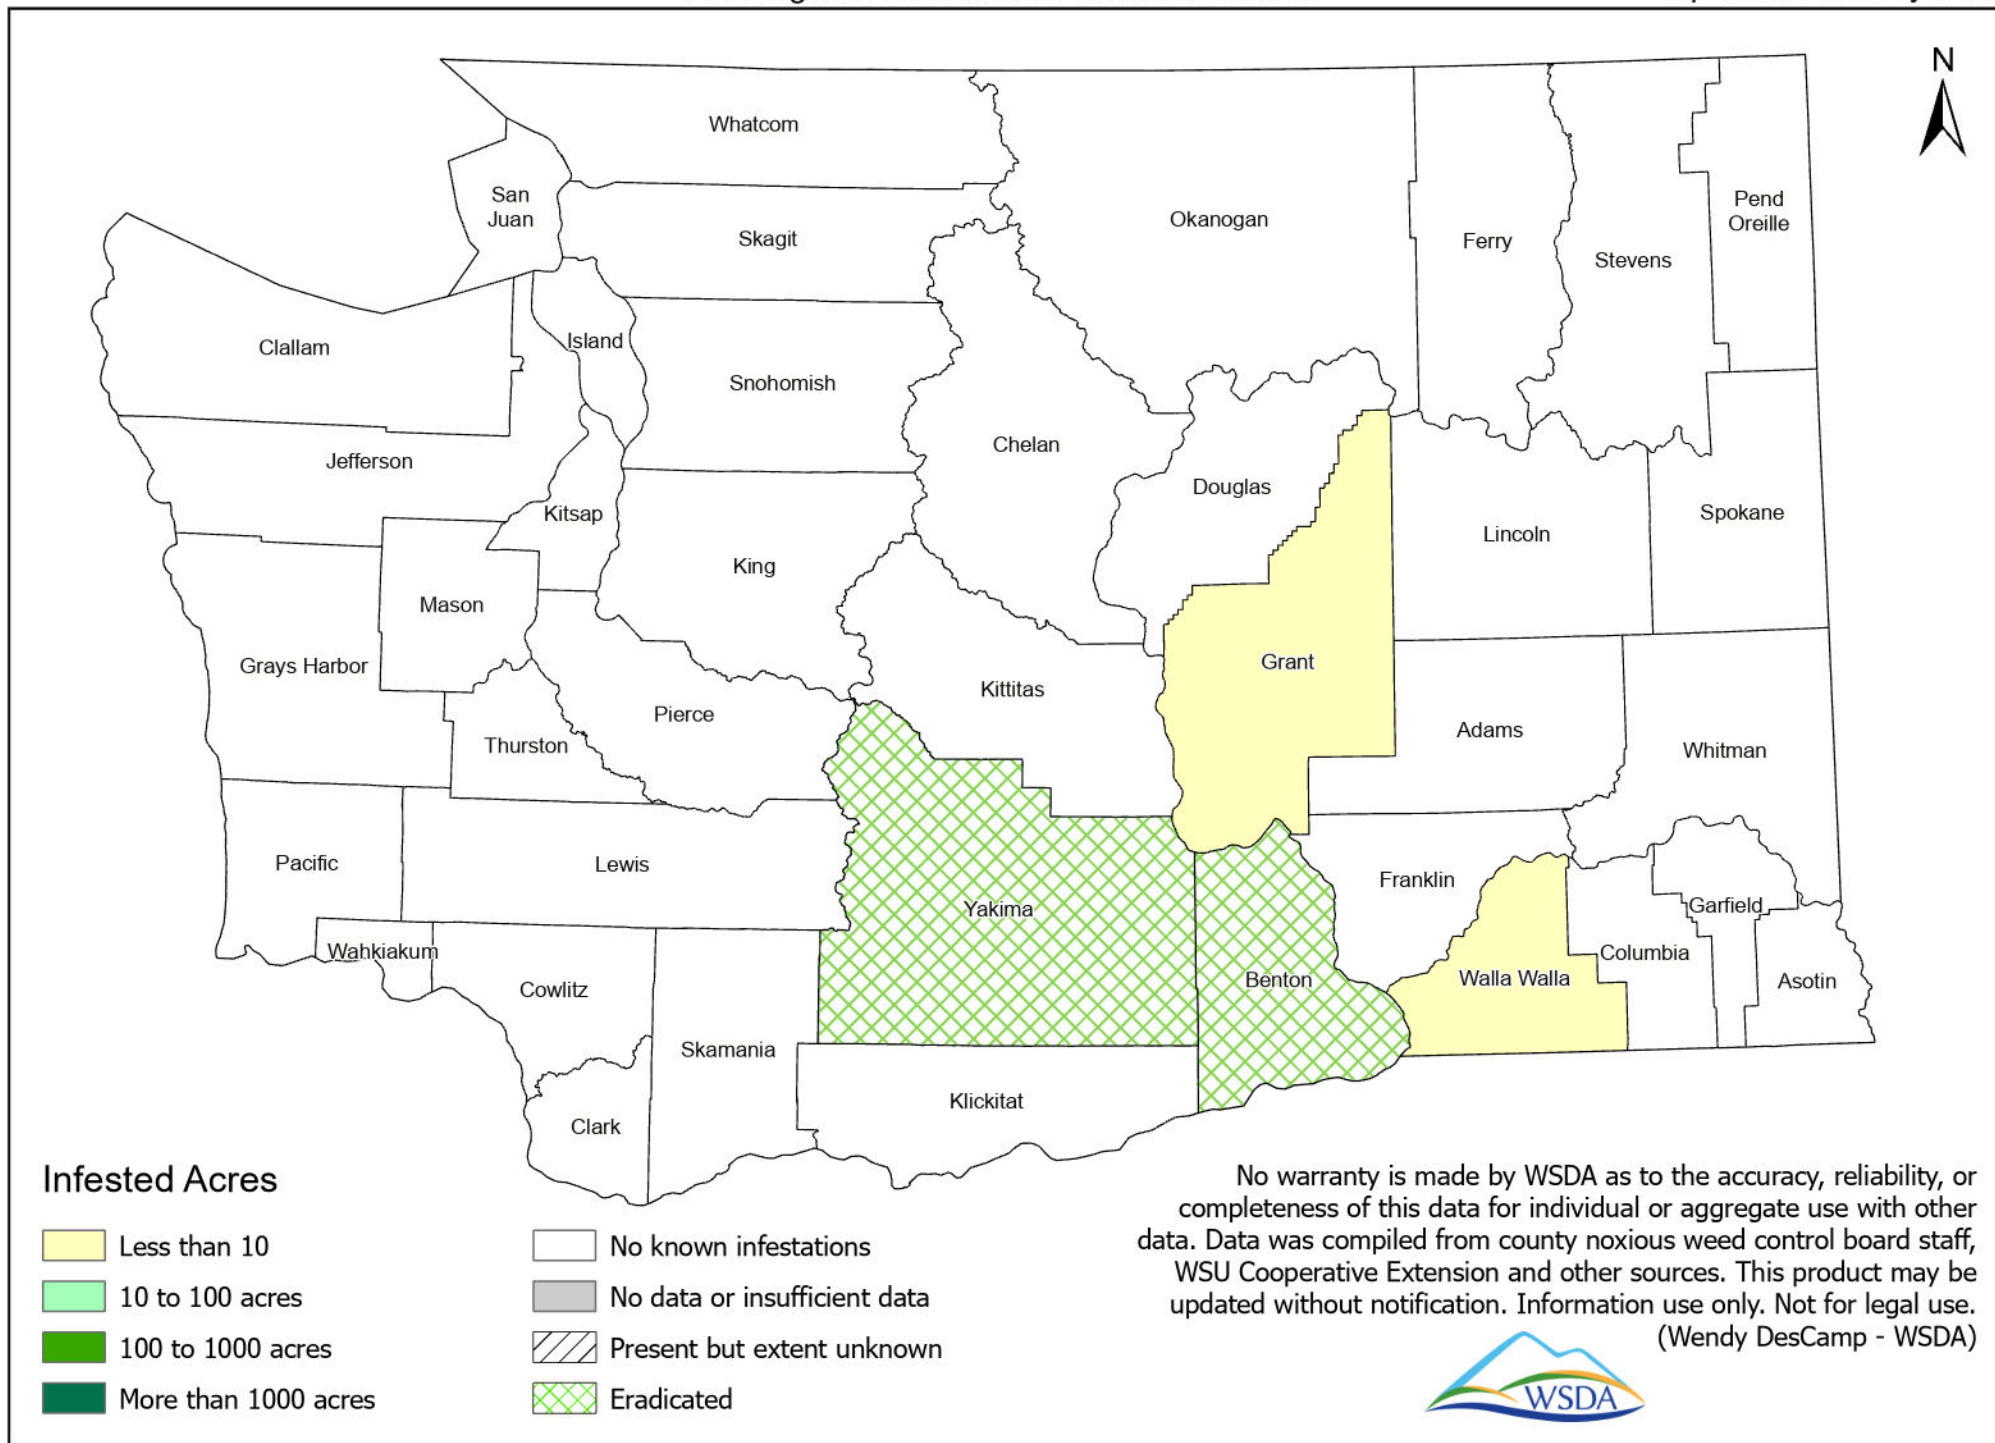 N
Whatcom
San
Juan
Skagit
Okanogan
Ferry
Stevens
Pend
Oreille
Clallam
Island
Snohomish
Chelan
Douglas
Jefferson
Kitsap
King
Lincoln
Spokane
Mason
Grays Harbor
Grant
Kittitas
Pierce
Thurston
Adams
Whitman
Pacific
Lewis
Yakima
Franklin
Garfield
Wahkiakum
Columbia
Cowlitz
Benton
Walla Walla
Asotin
Skamania
Klickitat
Clark
Infested Acres
Less than 10
10 to 100 acres
100 to 1000 acres
More than 1000 acres
No known infestations
No data or insufficient data
Present but extent unknown
Eradicated
No warranty is made by WSDA as to the accuracy, reliability, or
completeness of this data for individual or aggregate use with other
data. Data was compiled from county noxious weed control board staff,
WSU Cooperative Extension and other sources. This product may be
updated without notification. Information use only. Not for legal use.
(Wendy DesCamp - WSDA)
WSDA